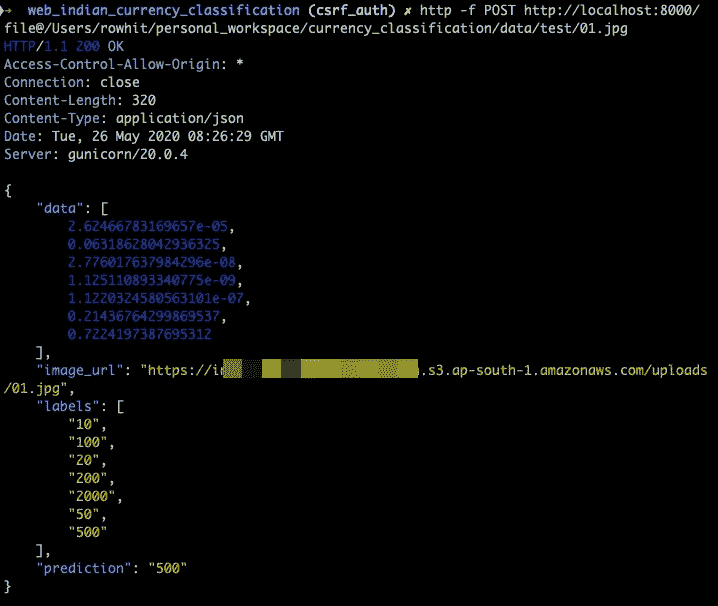 → web_indian_currency_classification (csrf_auth) ✗ http -f POST http://localhost:8000/
file@/Users/rowhit/personal_workspace/currency_classification/data/test/01.jpg
HTTP/1.1 200 OK
Access-Control-Allow-Origin: *
Connection: close
Content-Length: 320
Content-Type: application/json
Date: Tue, 26 May 2020 08:26:29 GMT
Server: gunicorn/20.0.4
{
"data": [
2.62466783169657e-05,
0.06318628042936325,
2.776017637984296e-08,
1.125110893340775e-09,
1.1220324580563101e-07,
0.21436764299869537,
0.7224197387695312
],
"image_url": "https://i .s3.ap-south-1.amazonaws.com/uploads
/01.jpg",
"labels": [
"10",
"100",
"20",
"200",
"2000",
"50",
"500"
],
"prediction": "500"
}